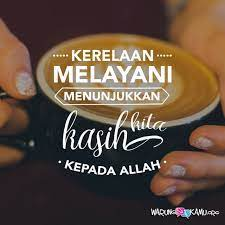 KERELAAN
MELAYANI
MENUNJUKKAN
kasih kita
KEPADA ALLAH